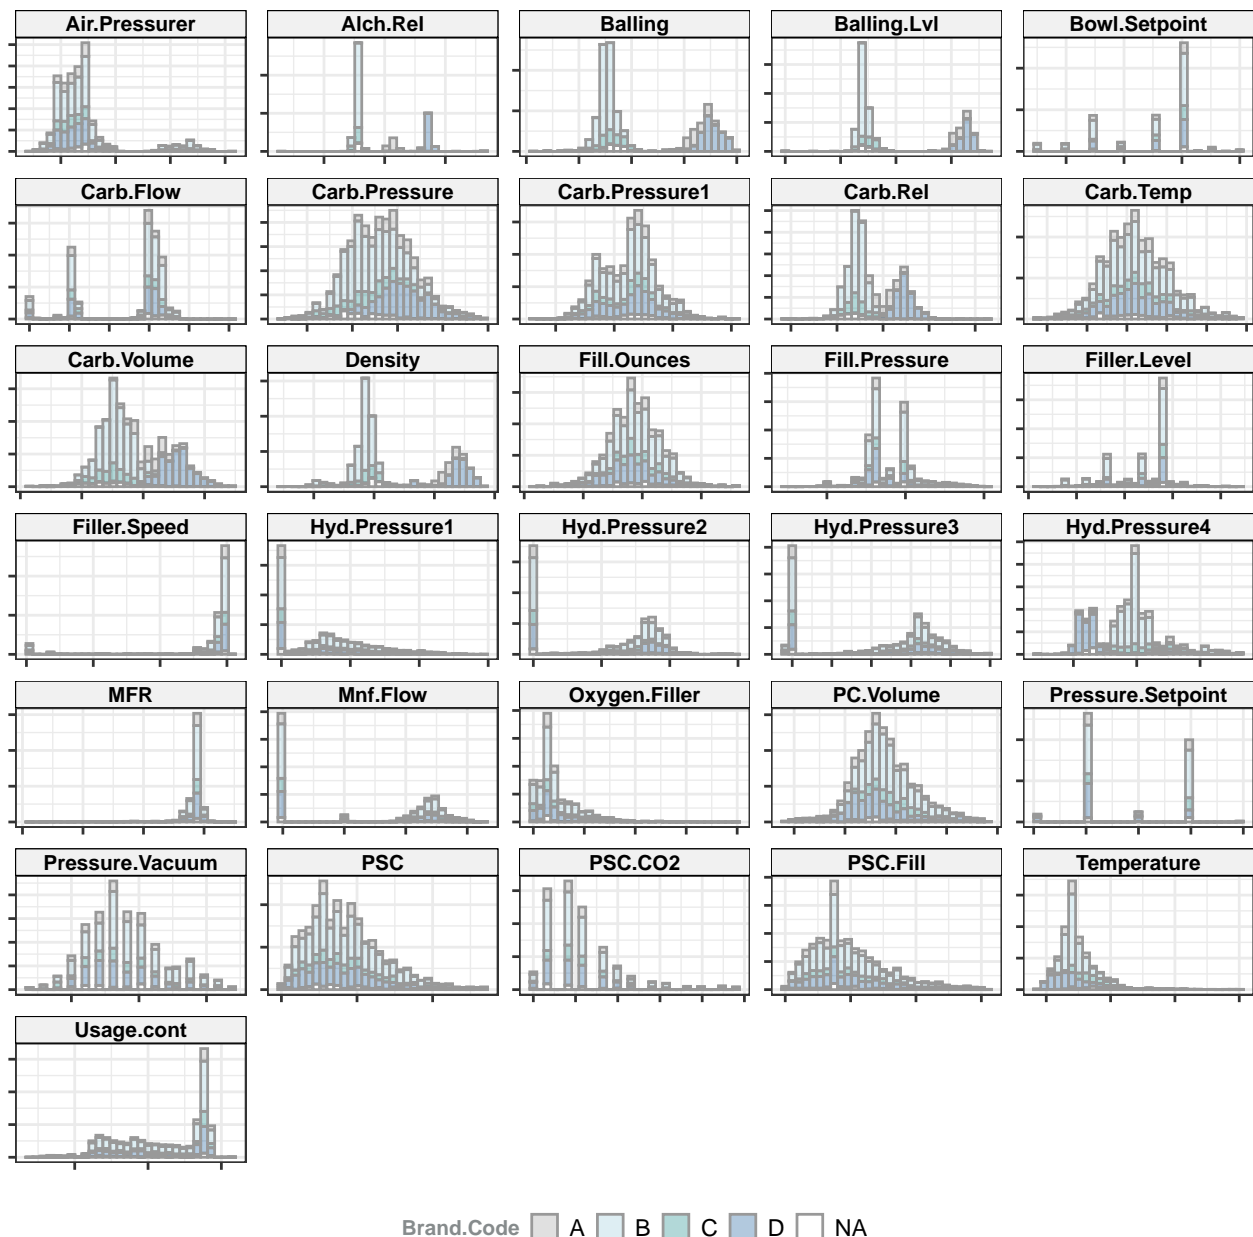 Air.Pressurer Alch.Rel Balling Balling.Lvl Bowl.Setpoint
Carb.Flow Carb.Pressure Carb.Pressure1 Carb.Rel Carb.Temp
Carb.Volume Density Fill.Ounces Fill.Pressure Filler.Level
Filler.Speed Hyd.Pressure1 Hyd.Pressure2 Hyd.Pressure3 Hyd.Pressure4
MFR Mnf.Flow Oxygen.Filler PC.Volume Pressure.Setpoint
Pressure.Vacuum PSC PSC.CO2 PSC.Fill Temperature
Usage.cont
Brand.Code A B C D NA